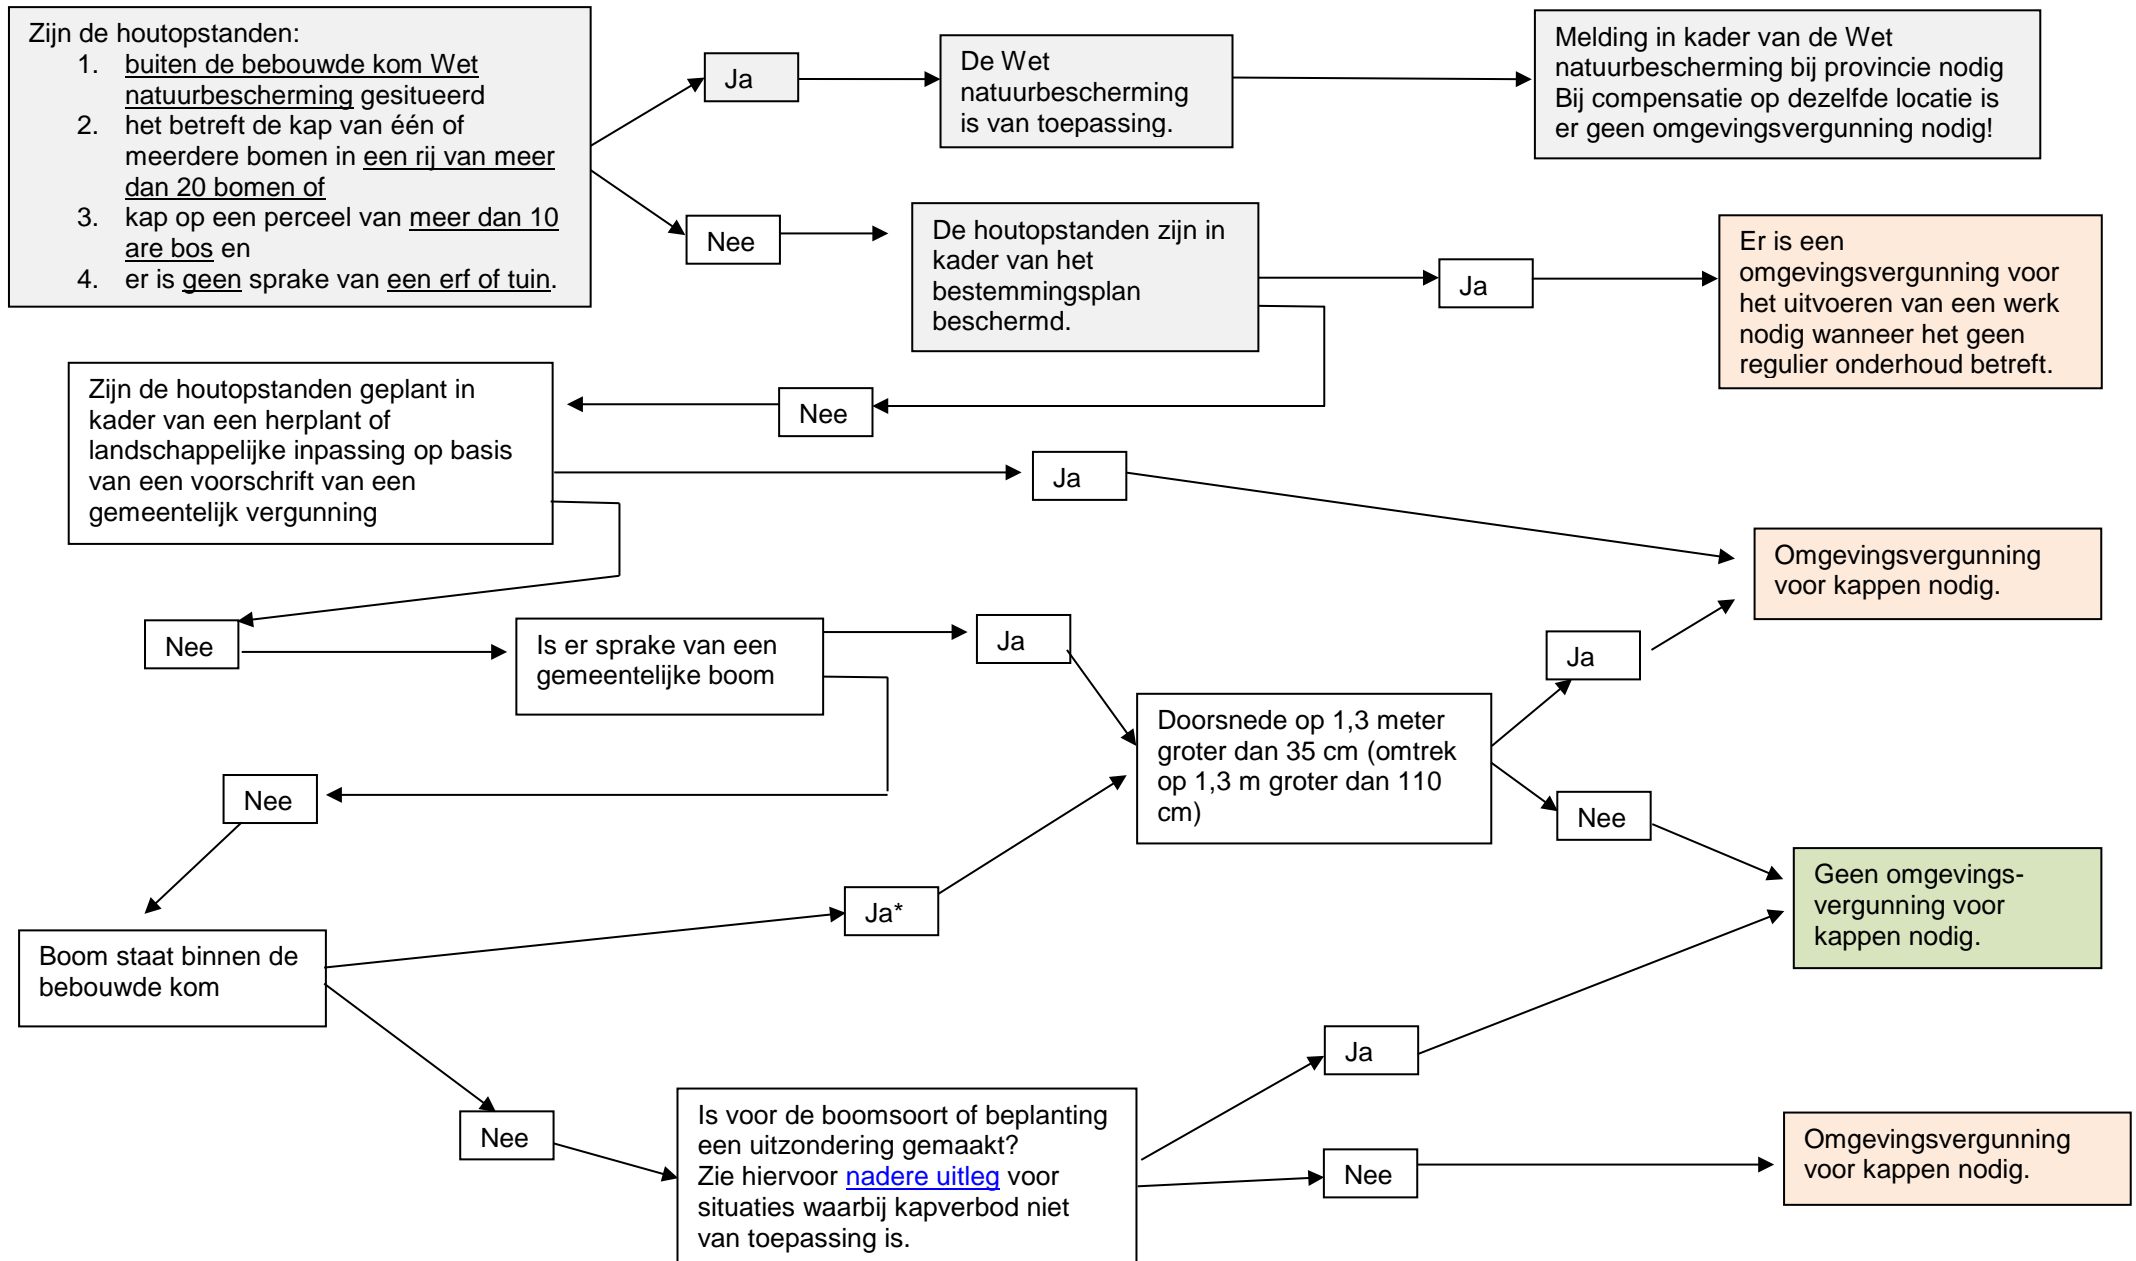 Zijn de houtopstanden:
1. buiten de bebouwde kom Wet
natuurbescherming gesitueerd
2. het betreft de kap van één of
meerdere bomen in een rij van meer
dan 20 bomen of
3. kap op een perceel van meer dan 10
are bos en
4. er is geen sprake van een erf of tuin.
Ja
De Wet
natuurbescherming
is van toepassing.
Melding in kader van de Wet
natuurbescherming bij provincie nodig
Bij compensatie op dezelfde locatie is
er geen omgevingsvergunning nodig!
Nee
De houtopstanden zijn in
kader van het
bestemmingsplan
beschermd.
Ja
Er is een
omgevingsvergunning voor
het uitvoeren van een werk
nodig wanneer het geen
regulier onderhoud betreft.
Nee
Zijn de houtopstanden geplant in
kader van een herplant of
landschappelijke inpassing op basis
van een voorschrift van een
gemeentelijk vergunning
Ja
Omgevingsvergunning
voor kappen nodig.
Nee
Is er sprake van een
gemeentelijke boom
Ja
Doorsnede op 1,3 meter
groter dan 35 cm (omtrek
op 1,3 m groter dan 110
cm)
Ja
Nee
Geen omgevings-
vergunning voor
kappen nodig.
Nee
Boom staat binnen de
bebouwde kom
Ja*
Nee
Is voor de boomsoort of beplanting
een uitzondering gemaakt?
Zie hiervoor nadere uitleg voor
situaties waarbij kapverbod niet
van toepassing is.
Ja
Nee
Omgevingsvergunning
voor kappen nodig.